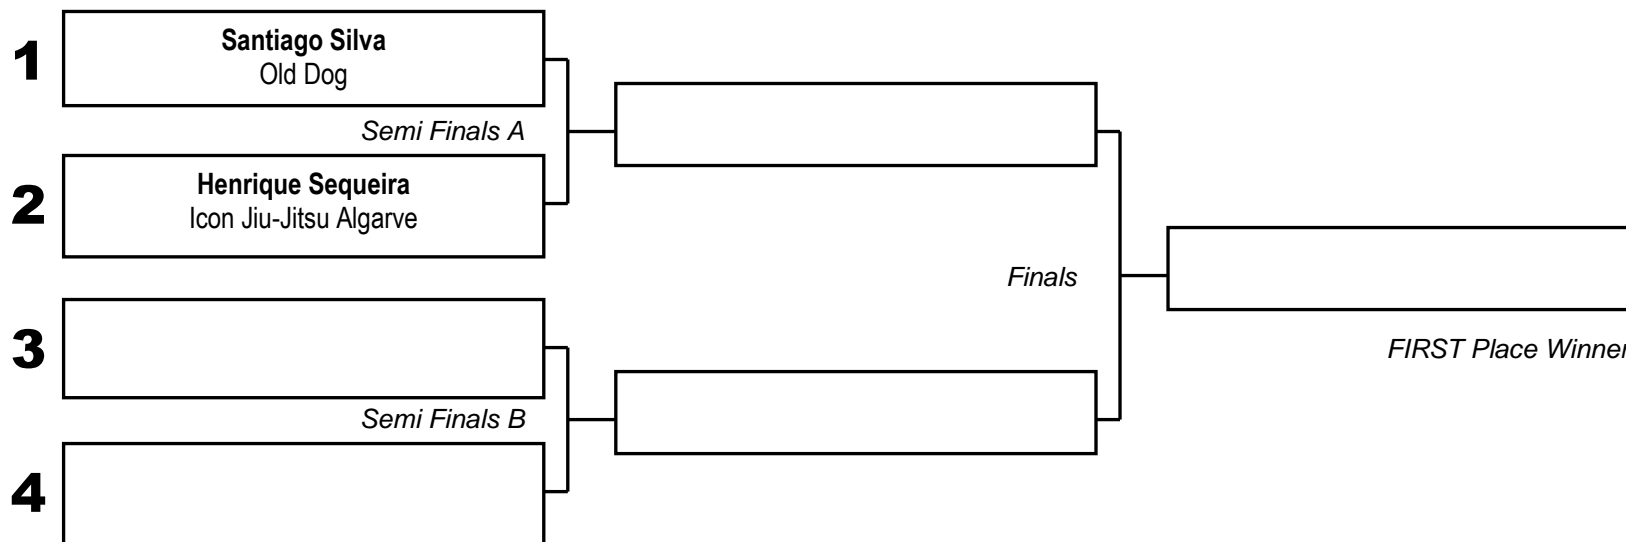 1
Santiago Silva
Old Dog
Semi Finals A
2
Henrique Sequeira
Icon Jiu-Jitsu Algarve
Finals
3
FIRST Place Winner
Semi Finals B
4